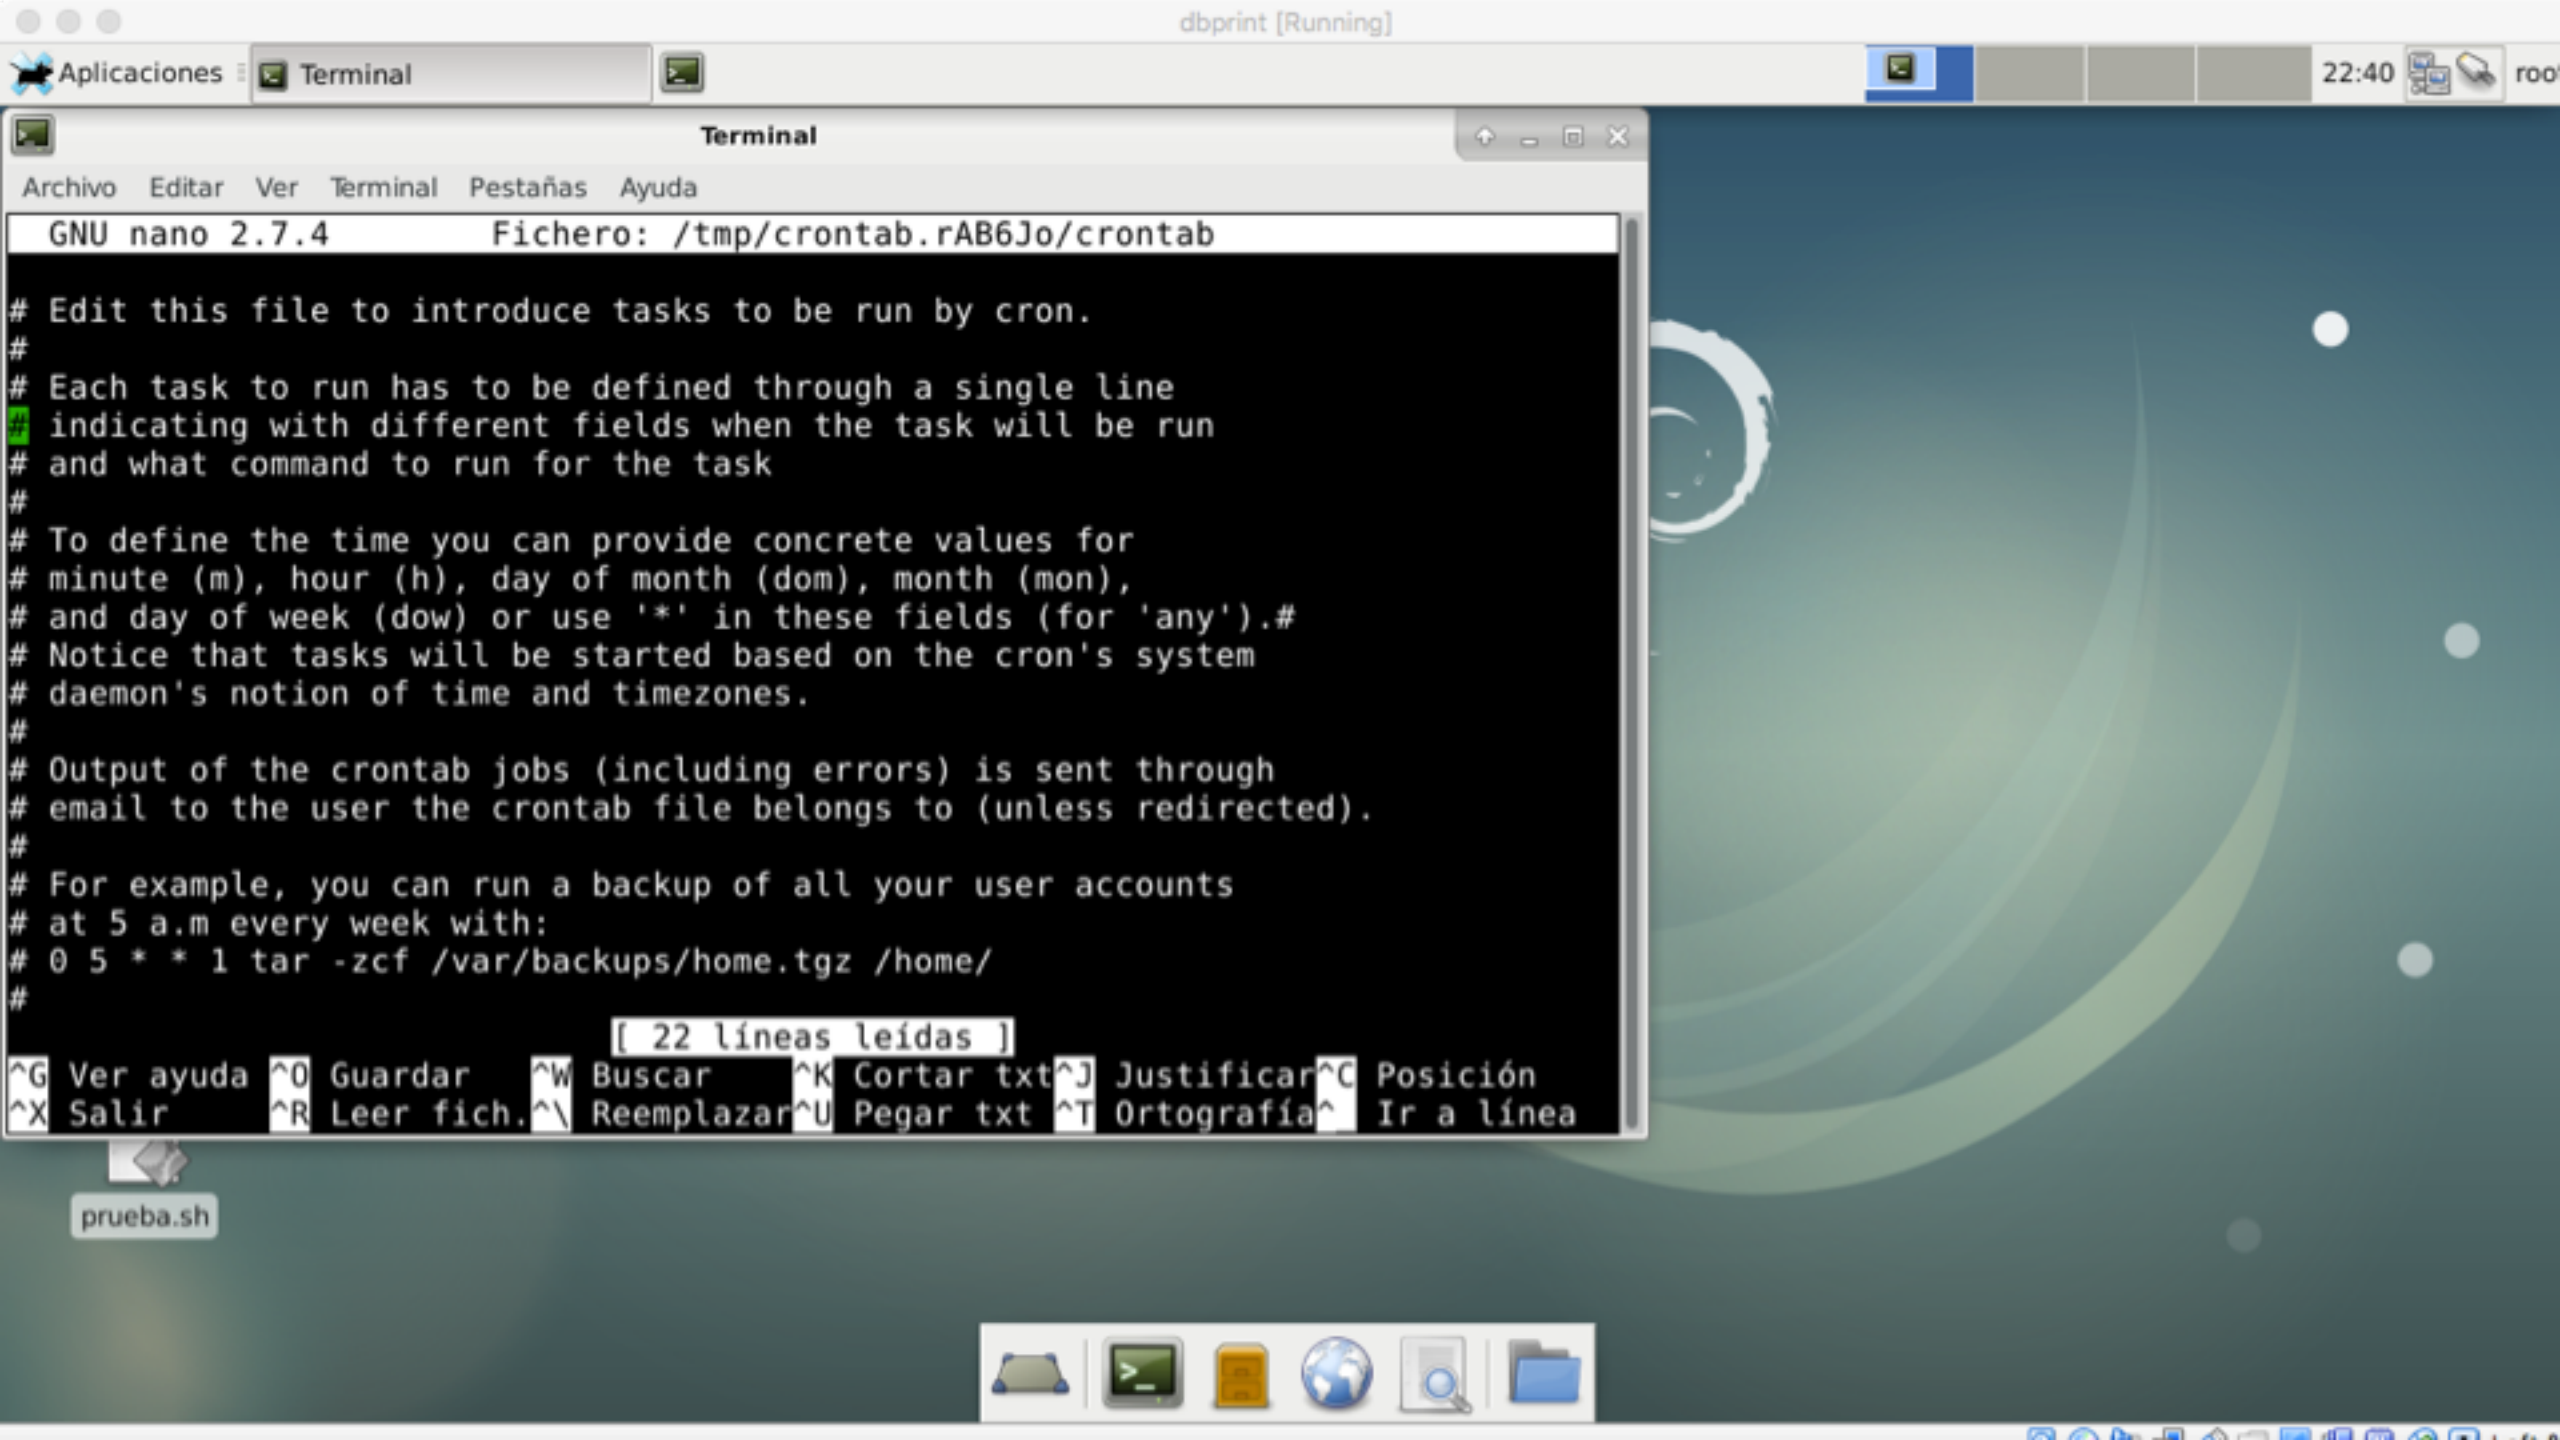 dbprint [Running]
Aplicaciones
Terminal
22:40
Terminal
Archivo Editar Ver Terminal Pestañas Ayuda
GNU nano 2.7.4 Fichero: /tmp/crontab.rAB6Jo/crontab
# Edit this file to introduce tasks to be run by cron.
#
# Each task to run has to be defined through a single line
# indicating with different fields when the task will be run
# and what command to run for the task
#
# To define the time you can provide concrete values for
# minute (m), hour (h), day of month (dom), month (mon),
# and day of week (dow) or use '*' in these fields (for 'any').#
# Notice that tasks will be started based on the cron's system
# daemon's notion of time and timezones.
#
# Output of the crontab jobs (including errors) is sent through
# email to the user the crontab file belongs to (unless redirected).
#
# For example, you can run a backup of all your user accounts
# at 5 a.m every week with:
# 0 5 * * 1 tar -zcf /var/backups/home.tgz /home/
#
[ 22 líneas leídas ]
^G Ver ayuda ^O Guardar ^W Buscar ^K Cortar txt ^J Justificar ^C Posición
^X Salir ^R Leer fich. ^\ Reemplazar ^U Pegar txt ^T Ortografía ^_ Ir a línea
prueba.sh